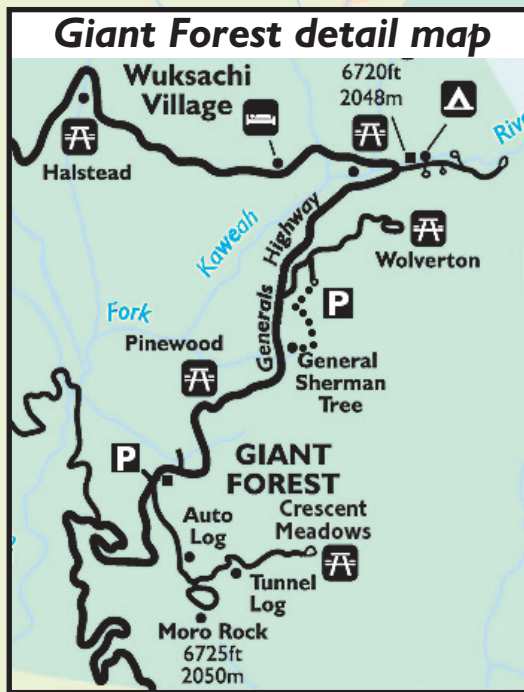 Giant Forest detail map
Wuksachi
Village
6720ft
2048m
Halstead
Kaweah
Highway
Generals
Wolverton
P
Fork
Pinewood
General
Sherman
Tree
P
GIANT
FOREST
Crescent
Meadows
Auto
Log
Tunnel
Log
Moro Rock
6725ft
2050m